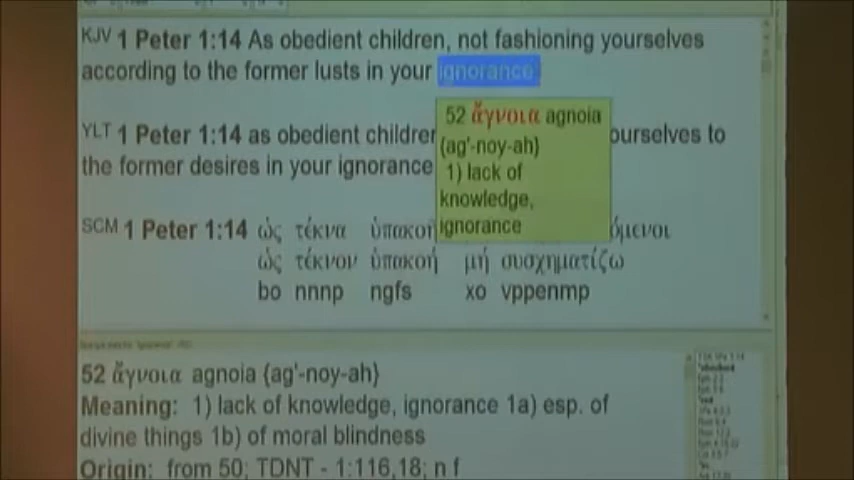 KJV 1 Peter 1:14 As obedient children, not fashioning yourselves
according to the former lusts in your ignorance:
52 ἄγνοια agnoia
{ag'-noy-ah}
1) lack of
knowledge,
ignorance
YLT 1 Peter 1:14 as obedient children ourselves to
the former desires in your ignorance
SCM 1 Peter 1:14 ὡς τέκνα ὑπακοῆ όμενοι
ὡς τέκνον ὑπακοή μή συσχηματίζω
bo nnnp ngfs xo vppenmp
52 ἄγνοια agnoia {ag'-noy-ah}
Meaning: 1) lack of knowledge, ignorance 1a) esp. of
divine things 1b) of moral blindness
Origin: from 50; TDNT - 1:116,18; n f